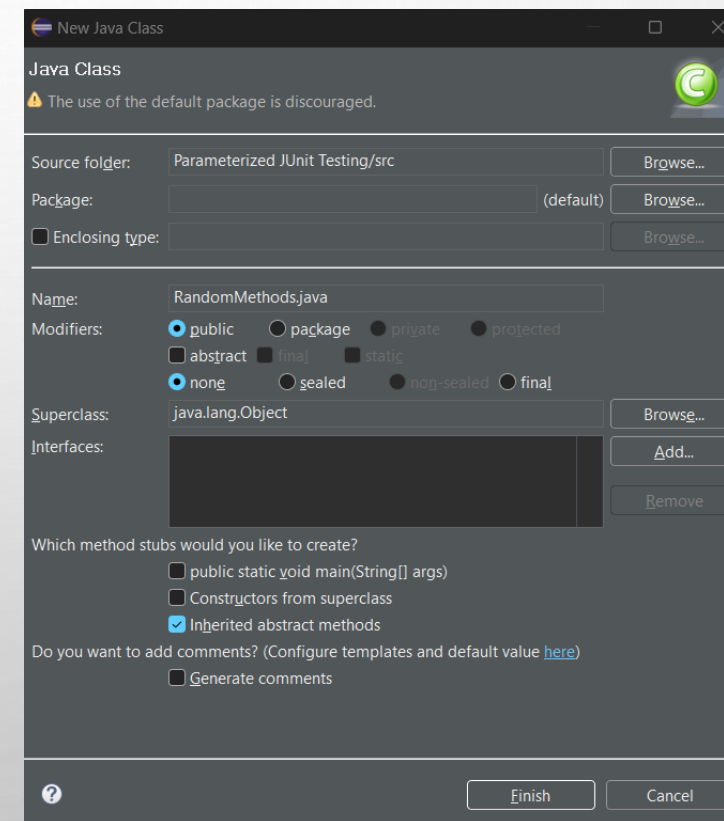 New Java Class
Java Class
The use of the default package is discouraged.
Source folder: Parameterized JUnit Testing/src Browse...
Package: (default) Browse...
Enclosing type: Browse...
Name: RandomMethods.java
Modifiers: public package private protected
abstract final static
none sealed non-sealed final
Superclass: java.lang.Object Browse...
Interfaces: Add...
Remove
Which method stubs would you like to create?
public static void main(String[] args)
Constructors from superclass
Inherited abstract methods
Do you want to add comments? (Configure templates and default value here)
Generate comments
? Finish Cancel